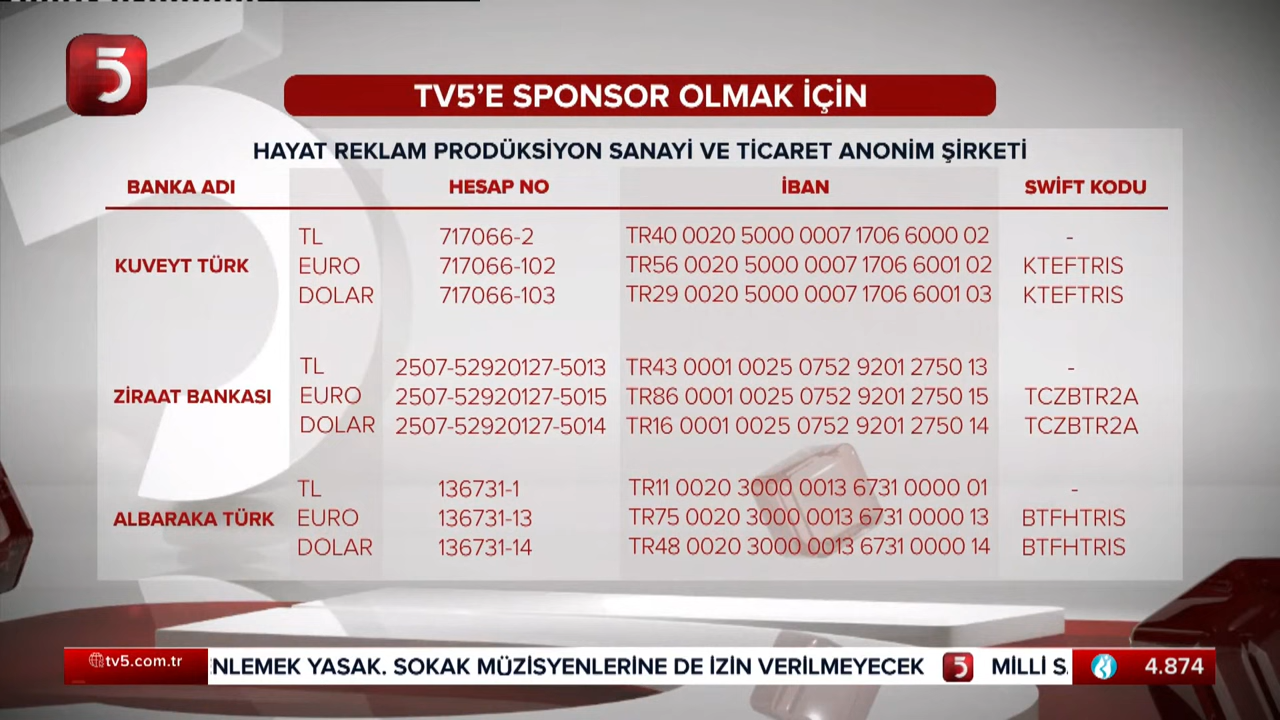 5
TV5'E SPONSOR OLMAK İÇİN
HAYAT REKLAM PRODÜKSİYON SANAYİ VE TİCARET ANONİM ŞİRKETİ
BANKA ADI HESAP NO İBAN SWİFT KODU
TL 717066-2 TR40 0020 5000 0007 1706 6000 02 -
KUVEYT TÜRK EURO 717066-102 TR56 0020 5000 0007 1706 6001 02 KTEFTRIS
DOLAR 717066-103 TR29 0020 5000 0007 1706 6001 03 KTEFTRIS
TL 2507-52920127-5013 TR43 0001 0025 0752 9201 2750 13 -
ZİRAAT BANKASI EURO 2507-52920127-5015 TR86 0001 0025 0752 9201 2750 15 TCZBTR2A
DOLAR 2507-52920127-5014 TR16 0001 0025 0752 9201 2750 14 TCZBTR2A
TL 136731-1 TR11 0020 3000 0013 6731 0000 01 -
ALBARAKA TÜRK EURO 136731-13 TR75 0020 3000 0013 6731 0000 13 BTFHTRIS
DOLAR 136731-14 TR48 0020 3000 0013 6731 0000 14 BTFHTRIS
tv5.com.tr NLEMEK YASAK. SOKAK MÜZİSYENLERİNE DE İZİN VERİLMEYECEK 5 MİLLİ 4.874